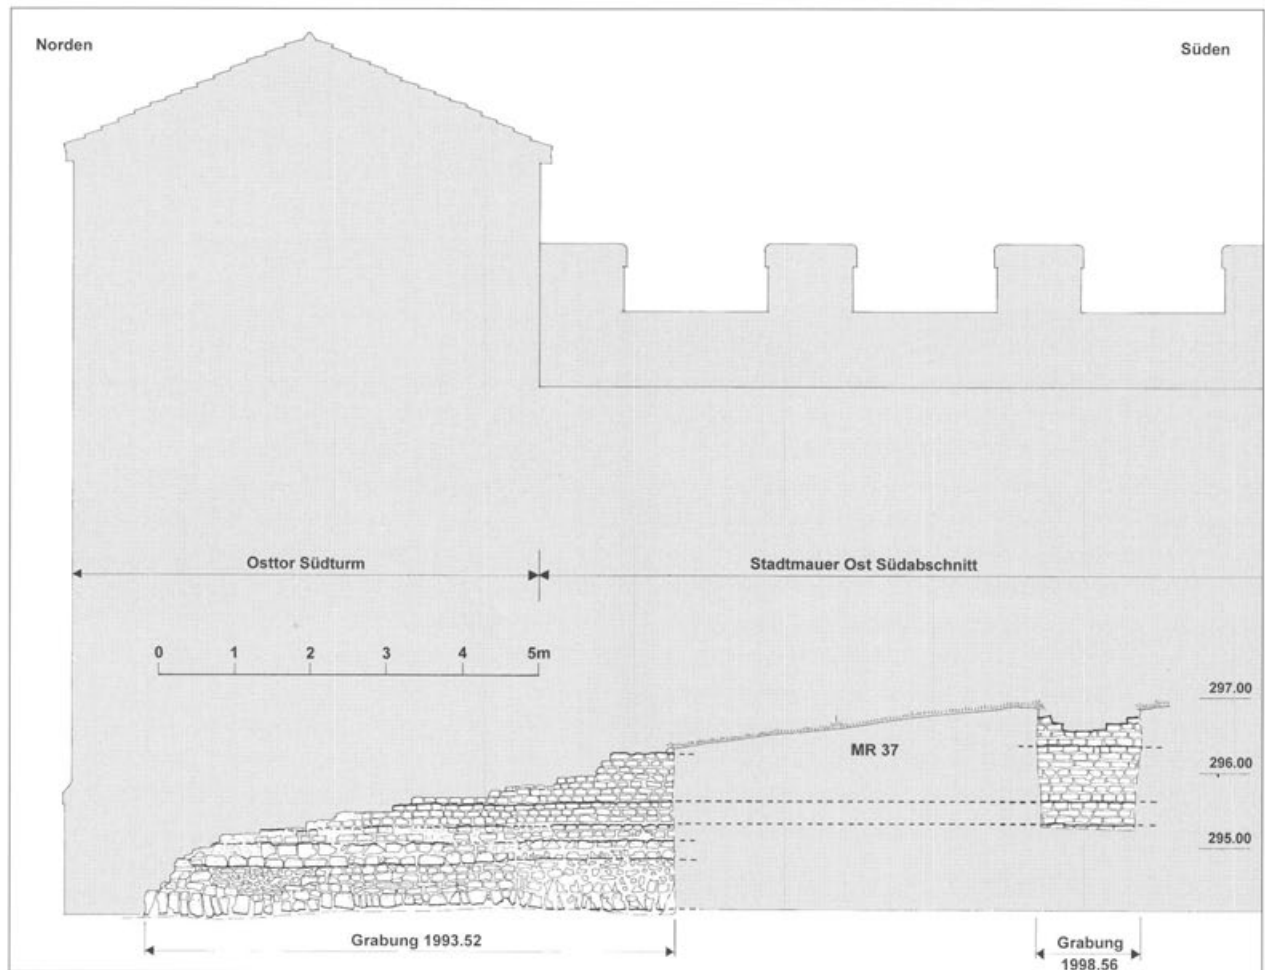 Norden
Süden
Osttor Südturm
Stadtmauer Ost Südabschnitt
0 1 2 3 4 5m
297.00
MR 37
296.00
295.00
Grabung 1993.52
Grabung
1998.56